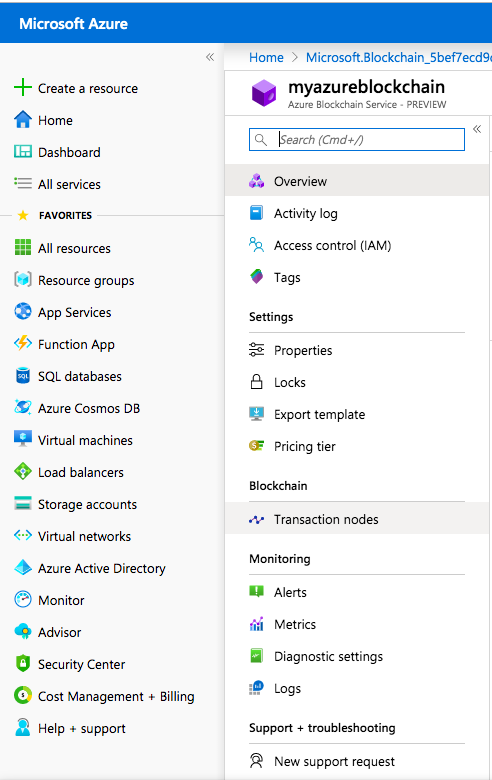 Microsoft Azure
«
Create a resource
Home
Dashboard
All services
FAVORITES
All resources
Resource groups
App Services
Function App
SQL
SQL databases
Azure Cosmos DB
Virtual machines
Load balancers
Storage accounts
Virtual networks
Azure Active Directory
Monitor
Advisor
Security Center
Cost Management + Billing
Help + support
Home > Microsoft.Blockchain_5bef7ecd9
myazureblockchain
Azure Blockchain Service - PREVIEW
Search (Cmd+/)
«
Overview
Activity log
Access control (IAM)
Tags
Settings
Properties
Locks
Export template
Pricing tier
Blockchain
Transaction nodes
Monitoring
Alerts
Metrics
Diagnostic settings
Logs
Support + troubleshooting
New support request